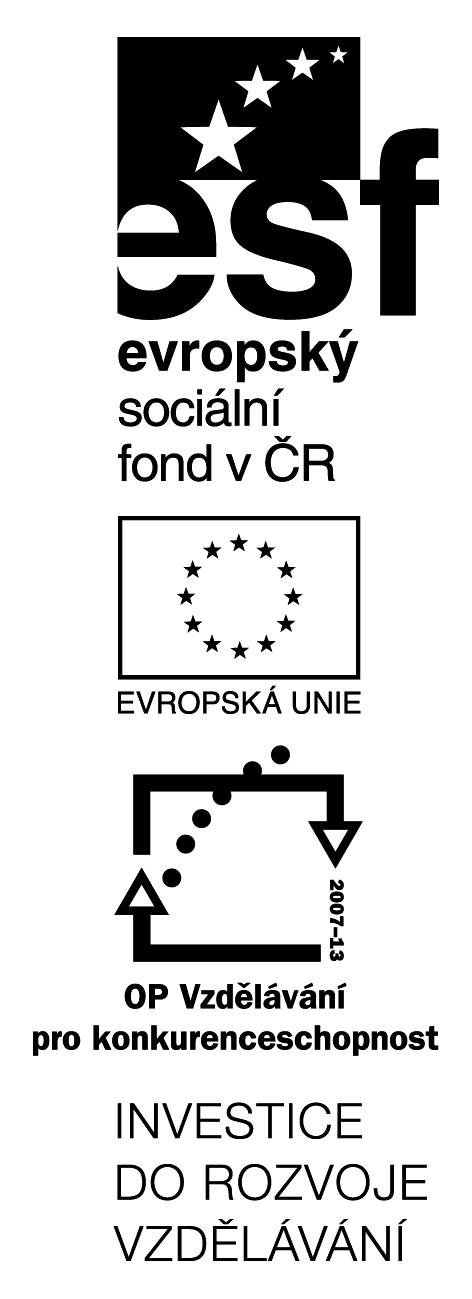 esf
evropský
sociální
fond v ČR
EVROPSKÁ UNIE
2007–13
OP Vzdělávání
pro konkurenceschopnost
INVESTICE
DO ROZVOJE
VZDĚLÁVÁNÍ